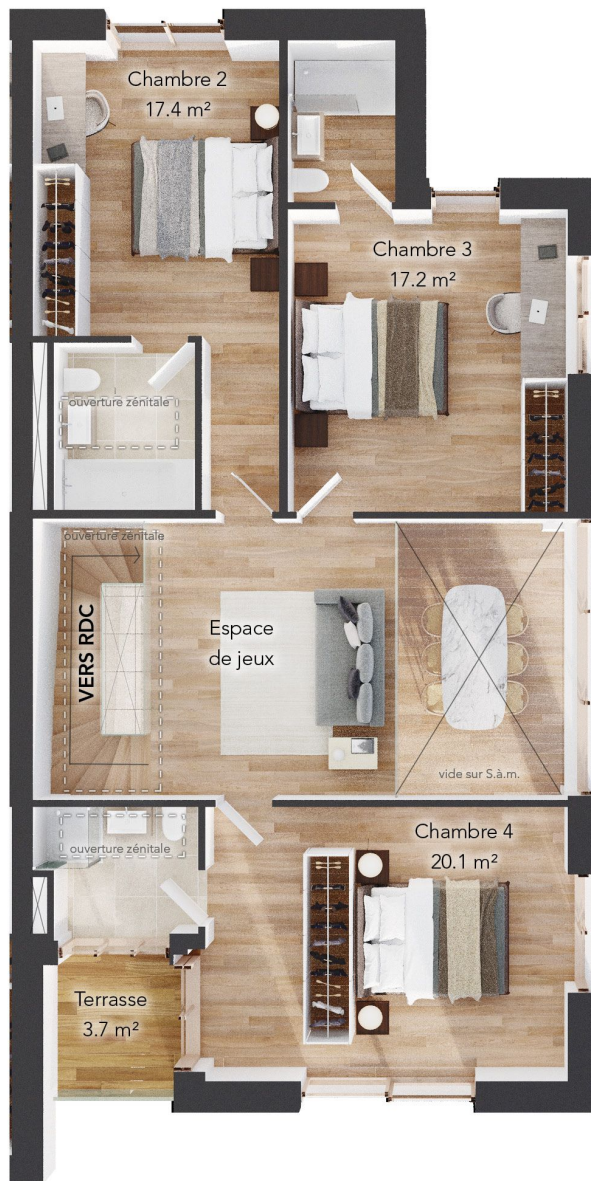 Chambre 2
17.4 m²
Chambre 3
17.2 m²
ouverture zénitale
ouverture zénitale
VERS RDC
Espace
de jeux
vide sur S.à.m.
ouverture zénitale
Chambre 4
20.1 m²
Terrasse
3.7 m²